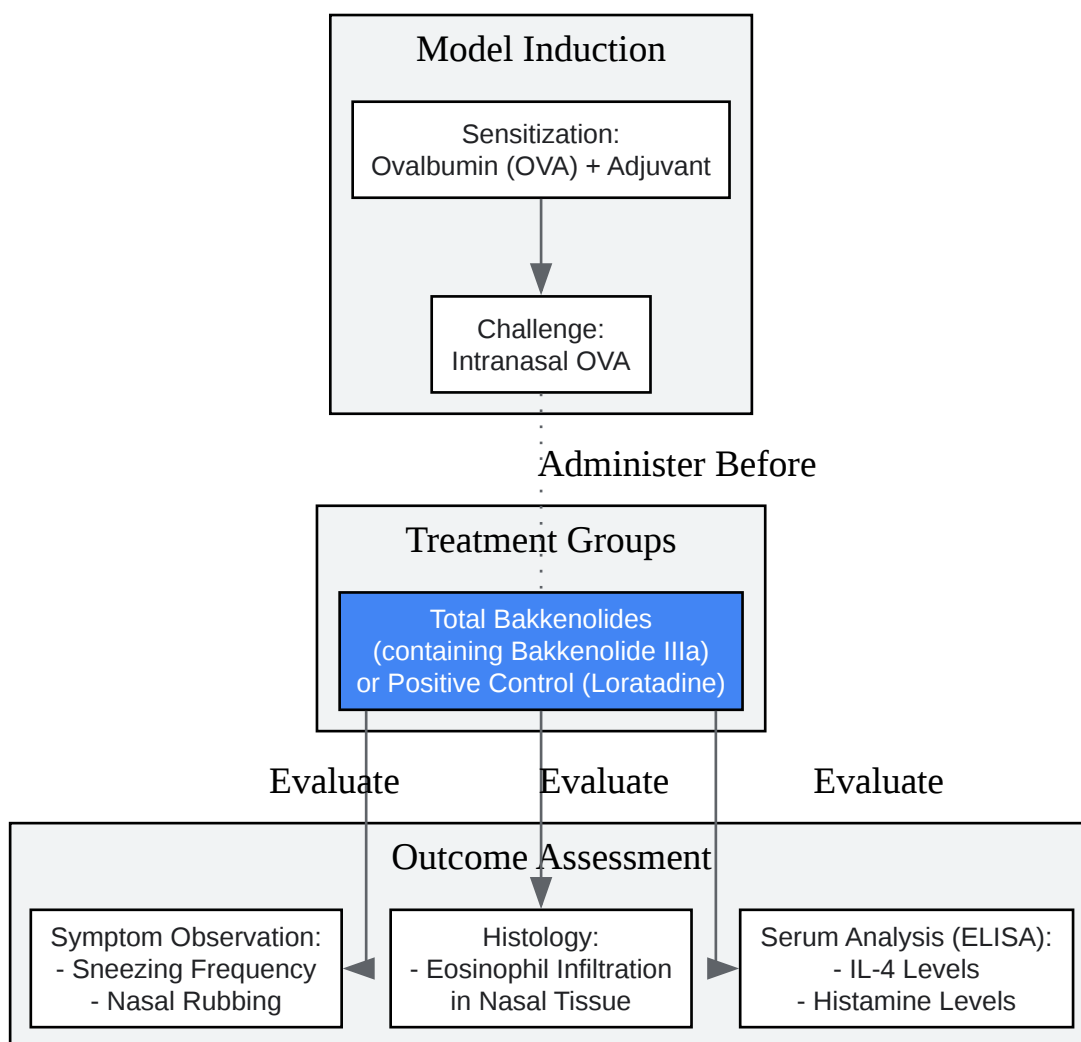 Model Induction
Sensitization:
Ovalbumin (OVA) + Adjuvant
Challenge:
Intranasal OVA
Administer Before
Treatment Groups
Total Bakkenolides
(containing Bakkenolide IIIa)
or Positive Control (Loratadine)
Evaluate
Evaluate
Evaluate
Outcome Assessment
Symptom Observation:
- Sneezing Frequency
- Nasal Rubbing
Histology:
- Eosinophil Infiltration
in Nasal Tissue
Serum Analysis (ELISA):
- IL-4 Levels
- Histamine Levels